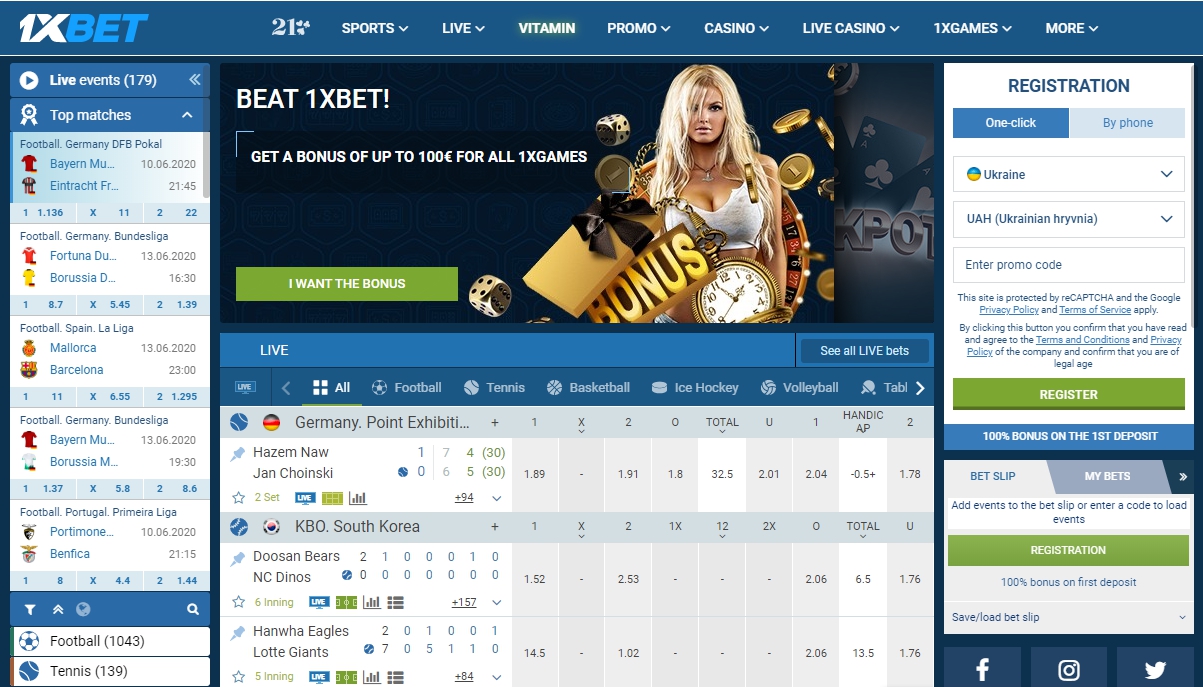 1XBET
21
SPORTS
LIVE
VITAMIN
PROMO
CASINO
LIVE CASINO
1XGAMES
MORE
Live events (179)
Top matches
Football. Germany DFB Pokal
Bayern Mu... 10.06.2020
Eintracht Fr... 21:45
1 1.136 X 11 2 22
Football. Germany. Bundesliga
Fortuna Du... 13.06.2020
Borussia D... 16:30
1 8.7 X 5.45 2 1.39
Football. Spain. La Liga
Mallorca 13.06.2020
Barcelona 23:00
1 11 X 6.55 2 1.295
Football. Germany. Bundesliga
Bayern Mu... 13.06.2020
Borussia M... 19:30
1 1.37 X 5.8 2 8.6
Football. Portugal. Primeira Liga
Portimone... 10.06.2020
Benfica 21:15
1 8 X 4.4 2 1.44
Football (1043)
Tennis (139)
BEAT 1XBET!
GET A BONUS OF UP TO 100€ FOR ALL 1XGAMES
I WANT THE BONUS
BONUS
KPOT
LIVE
See all LIVE bets
LIVE All Football Tennis Basketball Ice Hockey Volleyball Tabl
Germany. Point Exhibiti... + 1 X 2 O TOTAL U 1 HANDIC AP 2
Hazem Naw 1 7 4 (30)
Jan Choinski 0 6 5 (30)
1.89 - 1.91 1.8 32.5 2.01 2.04 -0.5+ 1.78
2 Set LIVE +94
KBO. South Korea + 1 X 2 1X 12 2X O TOTAL U
Doosan Bears 2 1 0 0 0 1 0
NC Dinos 0 0 0 0 0 0 0
1.52 - 2.53 - - - 2.06 6.5 1.76
6 Inning LIVE +157
Hanwha Eagles 2 0 1 0 0 1
Lotte Giants 7 0 5 1 1 0
14.5 - 1.02 - - - 2.06 13.5 1.76
5 Inning LIVE +84
REGISTRATION
One-click
By phone
Ukraine
UAH (Ukrainian hryvnia)
Enter promo code
This site is protected by reCAPTCHA and the Google
Privacy Policy and Terms of Service apply.
By clicking this button you confirm that you have read
and agree to the Terms and Conditions and Privacy
Policy of the company and confirm that you are of
legal age
REGISTER
100% BONUS ON THE 1ST DEPOSIT
BET SLIP
MY BETS
Add events to the bet slip or enter a code to load
events
REGISTRATION
100% bonus on first deposit
Save/load bet slip